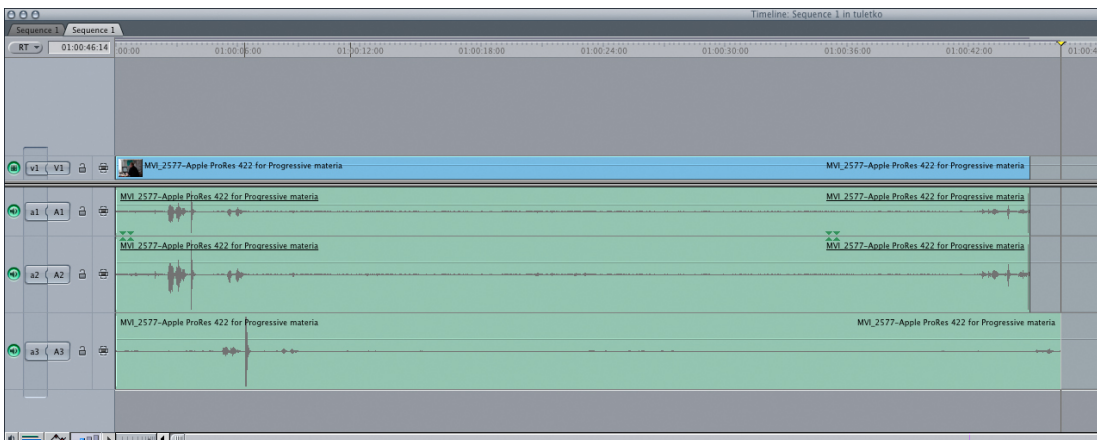 Timeline: Sequence 1 in tuletko
Sequence 1 Sequence 1
RT 01:00:46:14 00:00 01:00:06:00 01:00:12:00 01:00:18:00 01:00:24:00 01:00:30:00 01:00:36:00 01:00:42:00 01:00:4
v1 V1 MVI_2577-Apple ProRes 422 for Progressive materia MVI_2577-Apple ProRes 422 for Progressive materia
MVI_2577-Apple ProRes 422 for Progressive materia MVI_2577-Apple ProRes 422 for Progressive materia
a1 A1
MVI_2577-Apple ProRes 422 for Progressive materia MVI_2577-Apple ProRes 422 for Progressive materia
a2 A2
MVI_2577-Apple ProRes 422 for Progressive materia MVI_2577-Apple ProRes 422 for Progressive materia
a3 A3